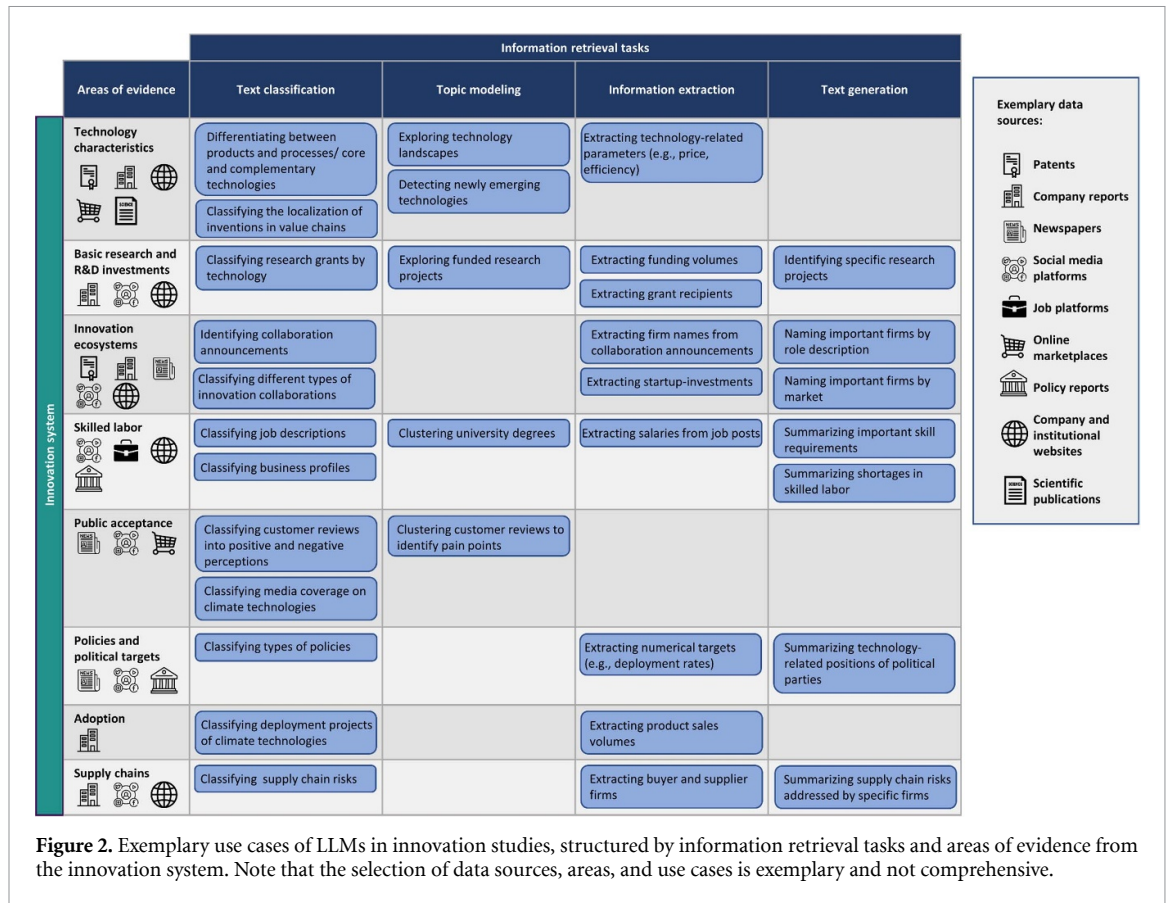 Information retrieval tasks
Areas of evidence
Text classification
Topic modeling
Information extraction
Text generation
Innovation system
Technology
characteristics
Differentiating between
products and processes/ core
and complementary
technologies
Classifying the localization of
inventions in value chains
Exploring technology
landscapes
Detecting newly emerging
technologies
Extracting technology-related
parameters (e.g., price,
efficiency)
Basic research and
R&D investments
Classifying research grants by
technology
Exploring funded research
projects
Extracting funding volumes
Extracting grant recipients
Identifying specific research
projects
Innovation
ecosystems
Identifying collaboration
announcements
Classifying different types of
innovation collaborations
Extracting firm names from
collaboration announcements
Extracting startup-investments
Naming important firms by
role description
Naming important firms by
market
Skilled labor
Classifying job descriptions
Classifying business profiles
Clustering university degrees
Extracting salaries from job posts
Summarizing important skill
requirements
Summarizing shortages in
skilled labor
Public acceptance
Classifying customer reviews
into positive and negative
perceptions
Classifying media coverage on
climate technologies
Clustering customer reviews to
identify pain points
Policies and
political targets
Classifying types of policies
Extracting numerical targets
(e.g., deployment rates)
Summarizing technology-
related positions of political
parties
Adoption
Classifying deployment projects
of climate technologies
Extracting product sales
volumes
Supply chains
Classifying supply chain risks
Extracting buyer and supplier
firms
Summarizing supply chain risks
addressed by specific firms
Exemplary data
sources:
Patents
Company reports
Newspapers
Social media
platforms
Job platforms
Online
marketplaces
Policy reports
Company and
institutional
websites
Scientific
publications
Figure 2. Exemplary use cases of LLMs in innovation studies, structured by information retrieval tasks and areas of evidence from
the innovation system. Note that the selection of data sources, areas, and use cases is exemplary and not comprehensive.